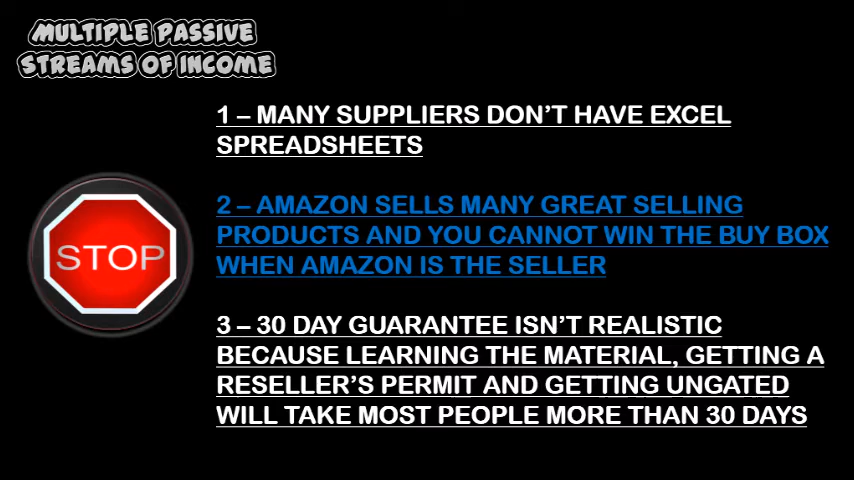 MULTIPLE PASSIVE
STREAMS OF INCOME
1 – MANY SUPPLIERS DON'T HAVE EXCEL
SPREADSHEETS
STOP
2 – AMAZON SELLS MANY GREAT SELLING
PRODUCTS AND YOU CANNOT WIN THE BUY BOX
WHEN AMAZON IS THE SELLER
3 – 30 DAY GUARANTEE ISN'T REALISTIC
BECAUSE LEARNING THE MATERIAL, GETTING A
RESELLER'S PERMIT AND GETTING UNGATED
WILL TAKE MOST PEOPLE MORE THAN 30 DAYS